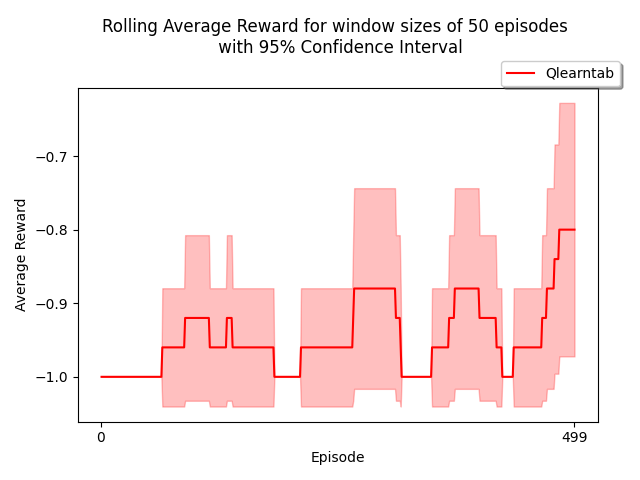 Rolling Average Reward for window sizes of 50 episodes
with 95% Confidence Interval
Qlearntab
Average Reward
−0.7
−0.8
−0.9
−1.0
0
499
Episode